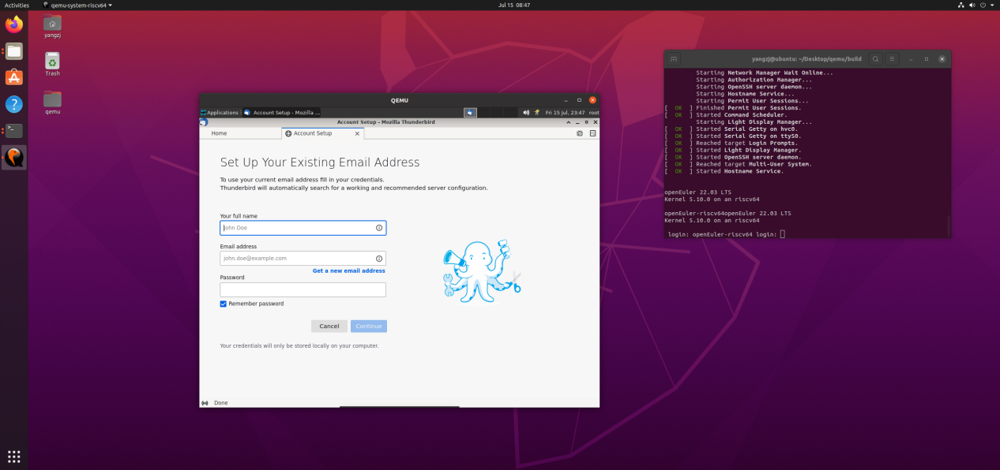 Activities
qemu-system-riscv64
Jul 15 08:47
yangzj
Trash
qemu
QEMU
Applications
Account Setup - Mozilla ...
Fri 15 Jul, 23:47
root
Account Setup - Mozilla Thunderbird
Home
Account Setup
Set Up Your Existing Email Address
To use your current email address fill in your credentials.
Thunderbird will automatically search for a working and recommended server configuration.
Your full name
John Doe
Email address
john.doe@example.com
Get a new email address
Password
Remember password
Cancel
Continue
Your credentials will only be stored locally on your computer.
Done
yangzj@ubuntu: ~/Desktop/qemu/build
Starting Network Manager Wait Online...
Starting Authorization Manager...
Starting OpenSSH server daemon...
Starting Hostname Service...
Starting Permit User Sessions...
[ OK ] Finished Permit User Sessions.
[ OK ] Started Command Scheduler.
Starting Light Display Manager...
[ OK ] Started Serial Getty on hvc0.
[ OK ] Started Serial Getty on ttyS0.
[ OK ] Reached target Login Prompts.
[ OK ] Started Light Display Manager.
[ OK ] Started OpenSSH server daemon.
[ OK ] Reached target Multi-User System.
[ OK ] Started Hostname Service.
openEuler 22.03 LTS
Kernel 5.10.0 on an riscv64
openEuler-riscv64openEuler 22.03 LTS
Kernel 5.10.0 on an riscv64
login: openEuler-riscv64 login: